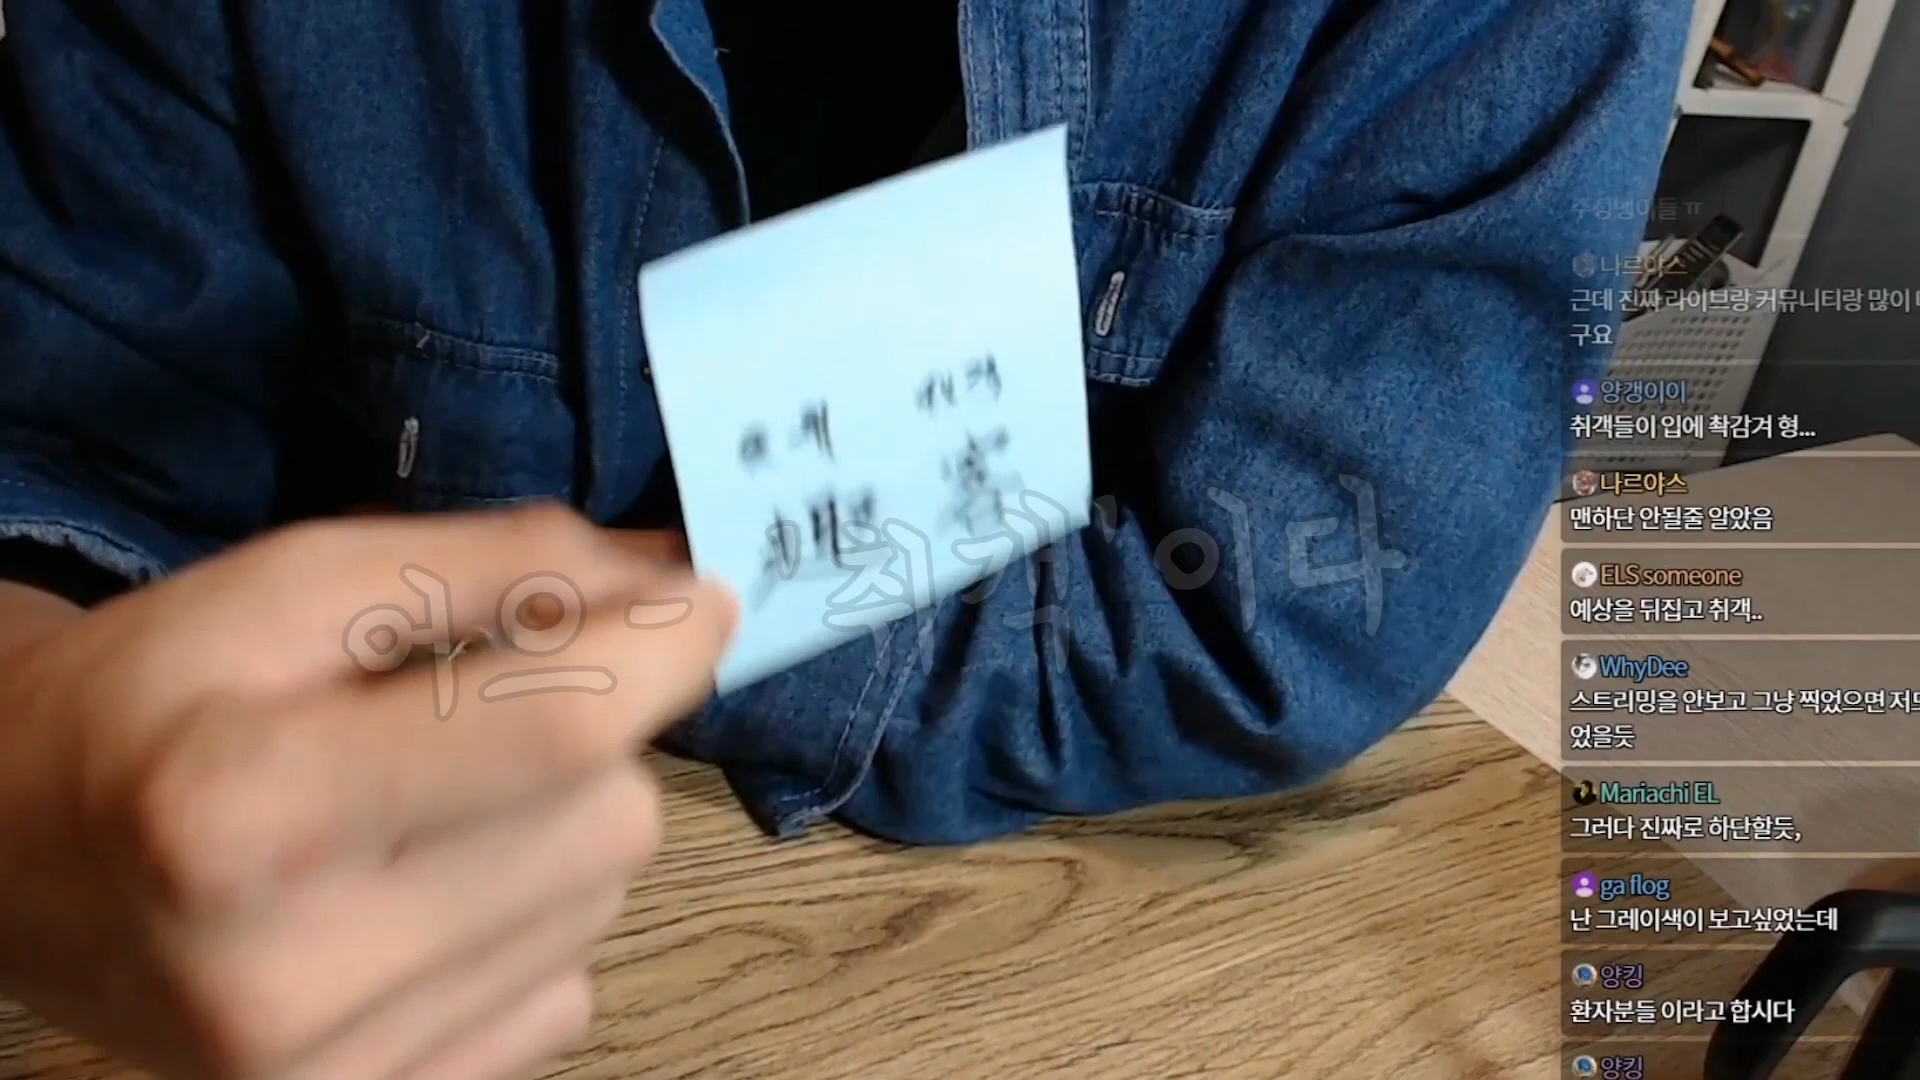 취객
어으- '취객'이다
주정뱅이들 ㅠ
나르야스
근데 진짜 라이브랑 커뮤니티랑 많이
구요
양갱이이
취객들이 입에 촥감겨 형...
나르야스
맨하단 안될줄 알았음
ELS someone
예상을 뒤집고 취객..
WhyDee
스트리밍을 안보고 그냥 찍었으면 저도
었을듯
Mariachi EL
그러다 진짜로 하단할듯,
ga flog
난 그레이색이 보고싶었는데
양킹
환자분들 이라고 합시다
양킹